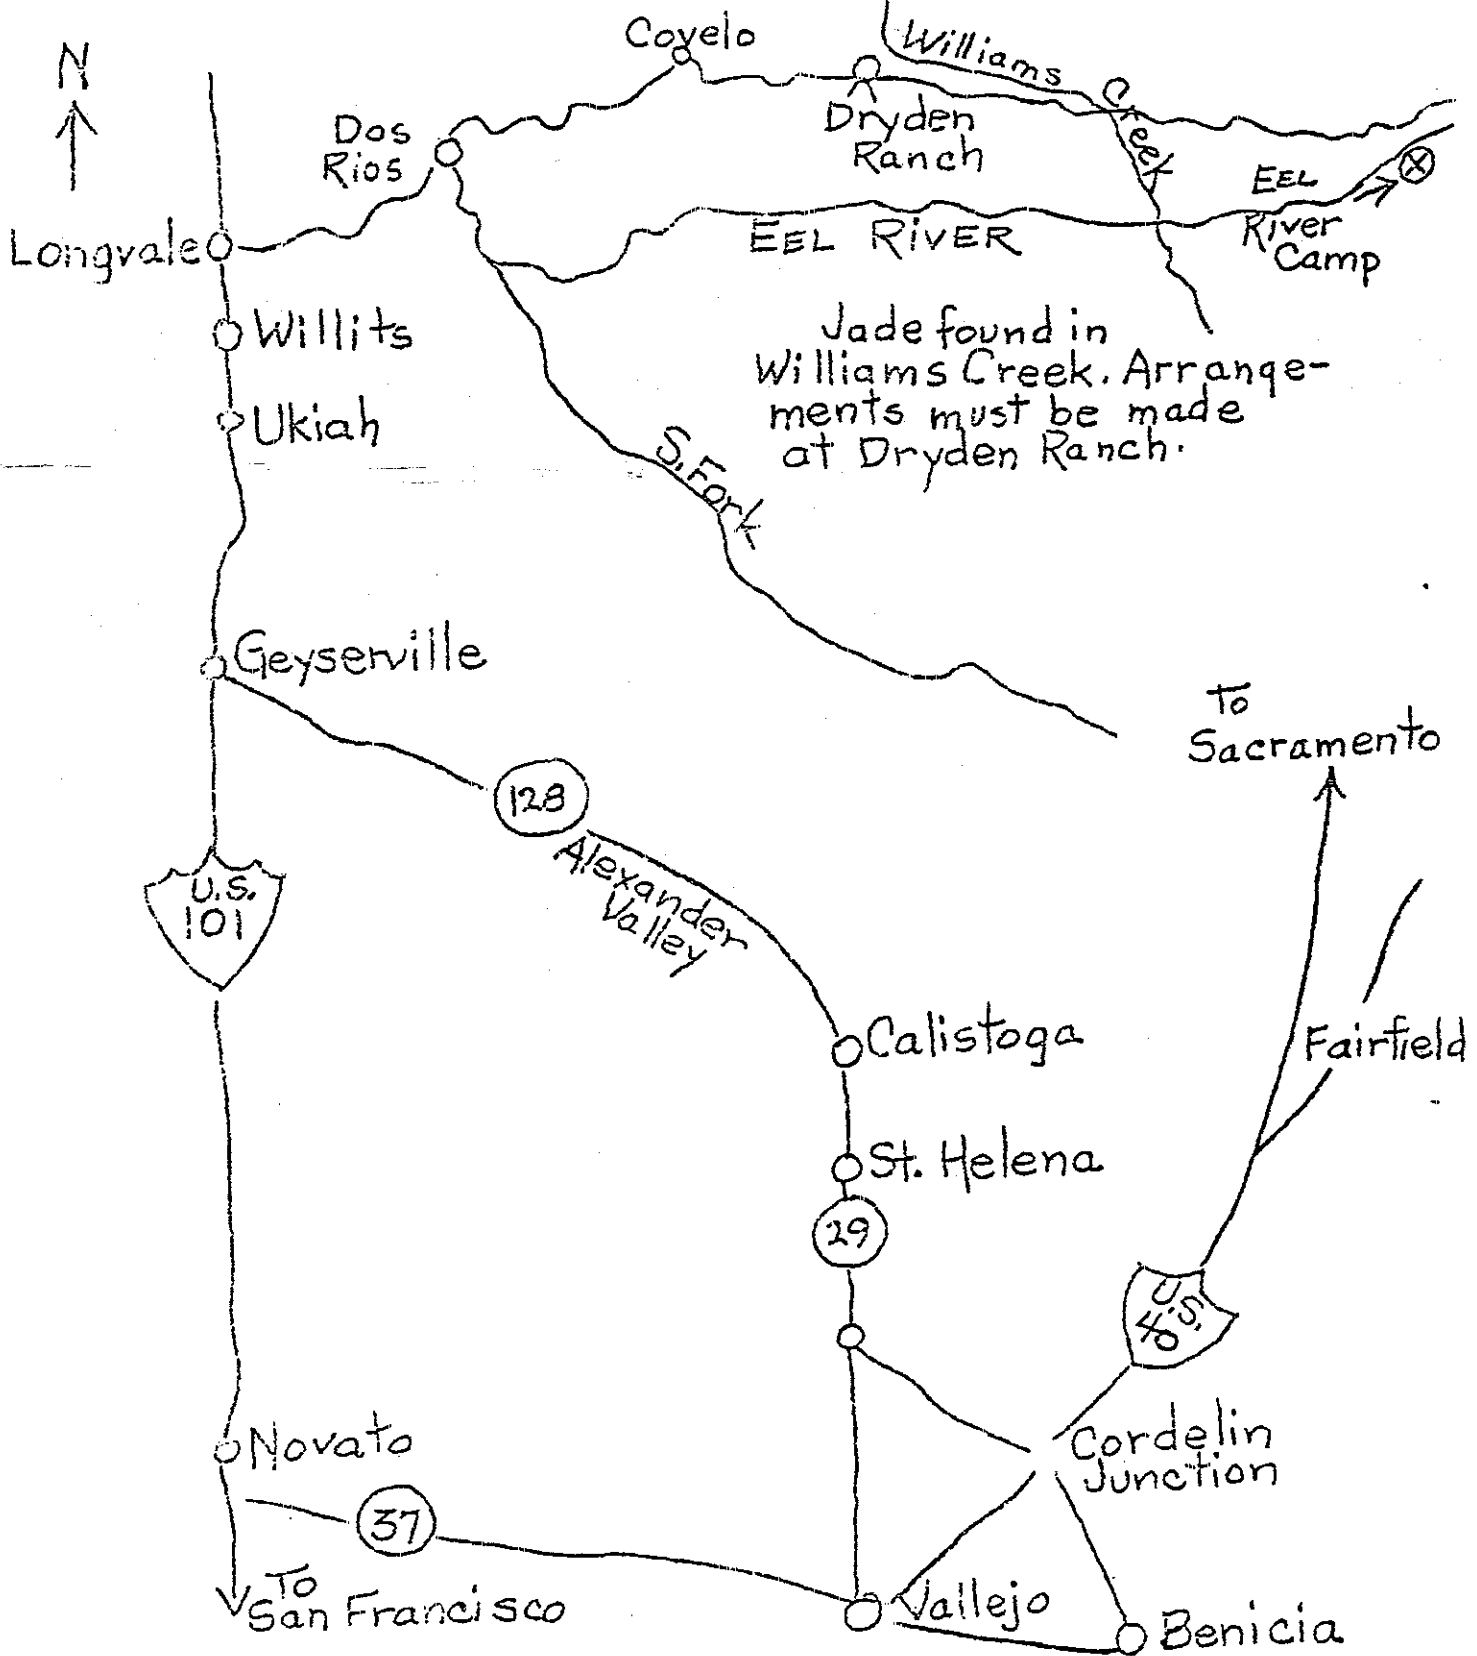 N
Covelo
Williams
Creek
Dos
Rios
Dryden
Ranch
EEL
River
Camp
Longvale
EEL RIVER
Willits
Jade found in
Williams Creek. Arrange-
ments must be made
at Dryden Ranch.
Ukiah
S. Fork
Geyserville
To
Sacramento
128
Alexander
Valley
U.S.
101
Calistoga
Fairfield
St. Helena
29
U.S.
40
Novato
Cordelin
Junction
37
To
San Francisco
Vallejo
Benicia